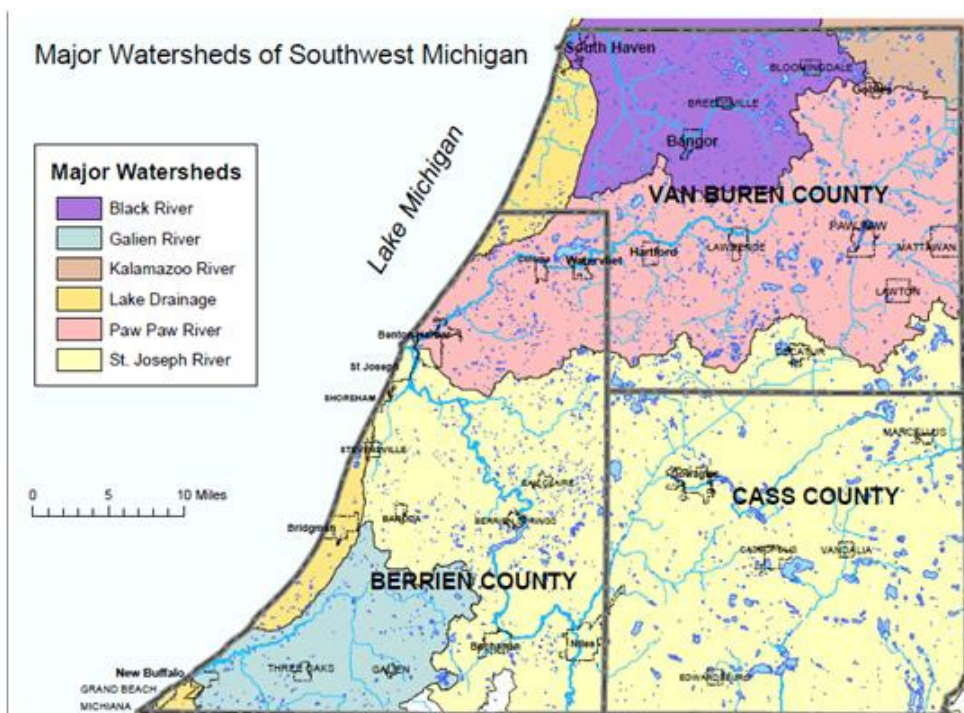 Major Watersheds of Southwest Michigan
Major Watersheds
Black River
Galien River
Kalamazoo River
Lake Drainage
Paw Paw River
St. Joseph River
Lake Michigan
0 5 10 Miles
South Haven
BLOOMINGDALE
Gobles
BREEDSVILLE
Bangor
VAN BUREN COUNTY
PAW PAW
MATTAWAN
LAWRENCE
Hartford
Watervliet
Coloma
LAWTON
Benton Harbor
DECATUR
St Joseph
SHOREHAM
MARCELLUS
STEVENSVILLE
EAU CLAIRE
Dowagiac
CASS COUNTY
BARODA
BERRIEN SPRINGS
Bridgman
CASSOPOLIS
VANDALIA
BERRIEN COUNTY
Buchanan
Niles
New Buffalo
THREE OAKS
GALIEN
EDWARDSBURG
GRAND BEACH
MICHIANA